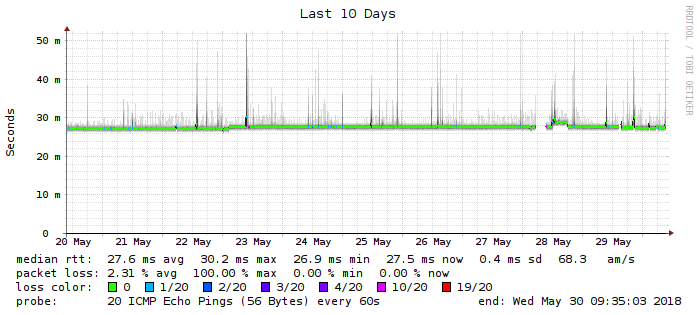 Last 10 Days
RRDTOOL / TOBI OETIKER
Seconds
50 m
40 m
30 m
20 m
10 m
0
20 May 21 May 22 May 23 May 24 May 25 May 26 May 27 May 28 May 29 May
median rtt: 27.6 ms avg 30.2 ms max 26.9 ms min 27.5 ms now 0.4 ms sd 68.3 am/s
packet loss: 2.31 % avg 100.00 % max 0.00 % min 0.00 % now
loss color: 0 1/20 2/20 3/20 4/20 10/20 19/20
probe: 20 ICMP Echo Pings (56 Bytes) every 60s end: Wed May 30 09:35:03 2018